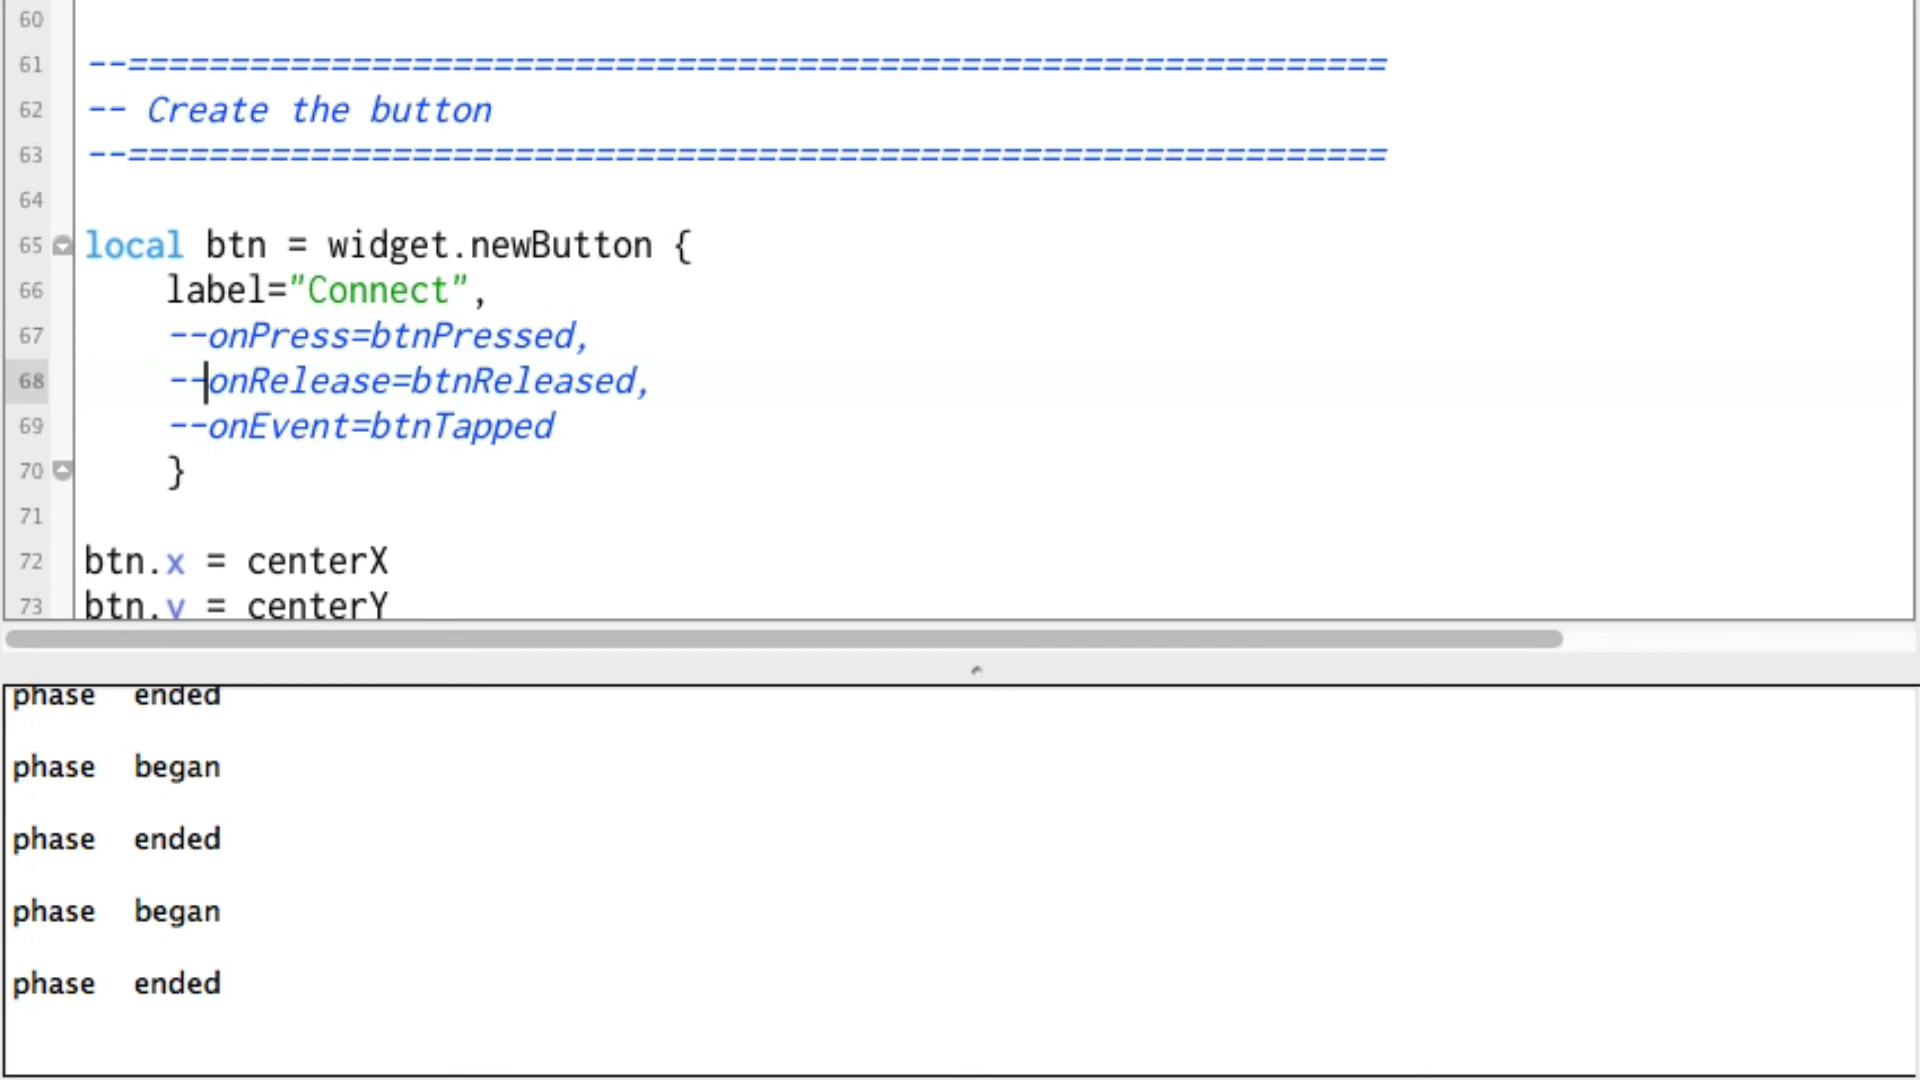 60
61 --==============================================================
62 -- Create the button
63 --==============================================================
64
65 local btn = widget.newButton {
66 label="Connect",
67 --onPress=btnPressed,
68 --onRelease=btnReleased,
69 --onEvent=btnTapped
70 }
71
72 btn.x = centerX
73 btn.y = centerY
phase ended
phase began
phase ended
phase began
phase ended